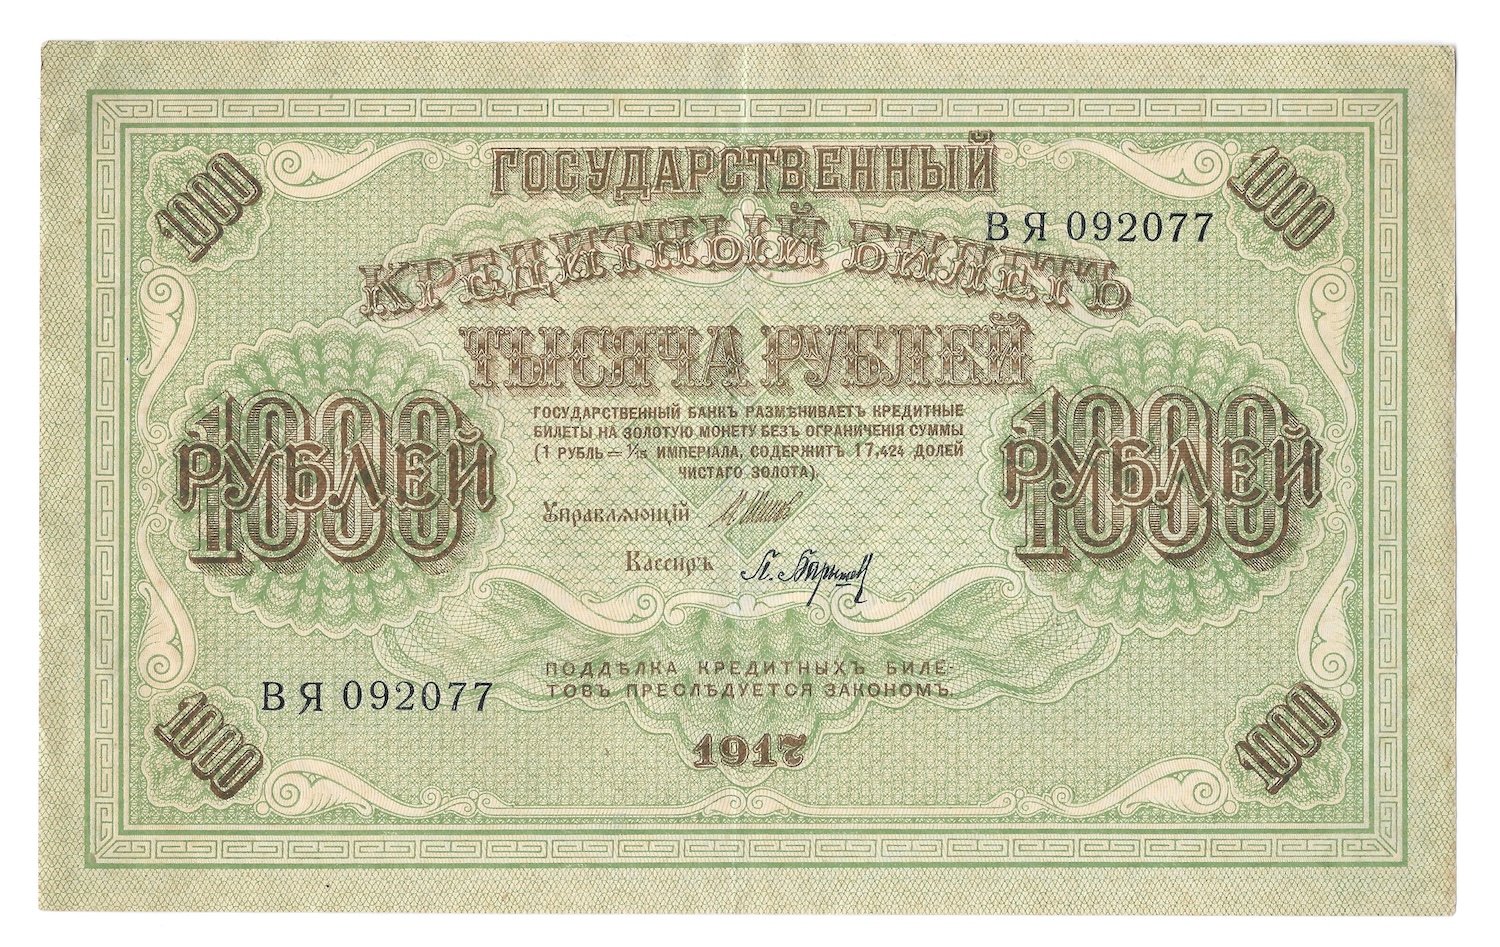 1000
1000
ГОСУДАРСТВЕННЫЙ
ВЯ 092077
КРЕДИТНЫЙ БИЛЕТЪ
ТЫСЯЧА РУБЛЕЙ
1000
РУБЛЕЙ
1000
РУБЛЕЙ
ГОСУДАРСТВЕННЫЙ БАНКЪ РАЗМѢНИВАЕТЪ КРЕДИТНЫЕ
БИЛЕТЫ НА ЗОЛОТУЮ МОНЕТУ БЕЗЪ ОГРАНИЧЕНІЯ СУММЫ
(1 РУБЛЬ = 1/15 ИМПЕРІАЛА, СОДЕРЖИТЪ 17,424 ДОЛЕЙ
ЧИСТАГО ЗОЛОТА).
Управляющій И. Шипов
Кассиръ П. Барышев
ПОДДѢЛКА КРЕДИТНЫХЪ БИЛЕ-
ТОВЪ ПРЕСЛѢДУЕТСЯ ЗАКОНОМЪ.
ВЯ 092077
1917
1000
1000